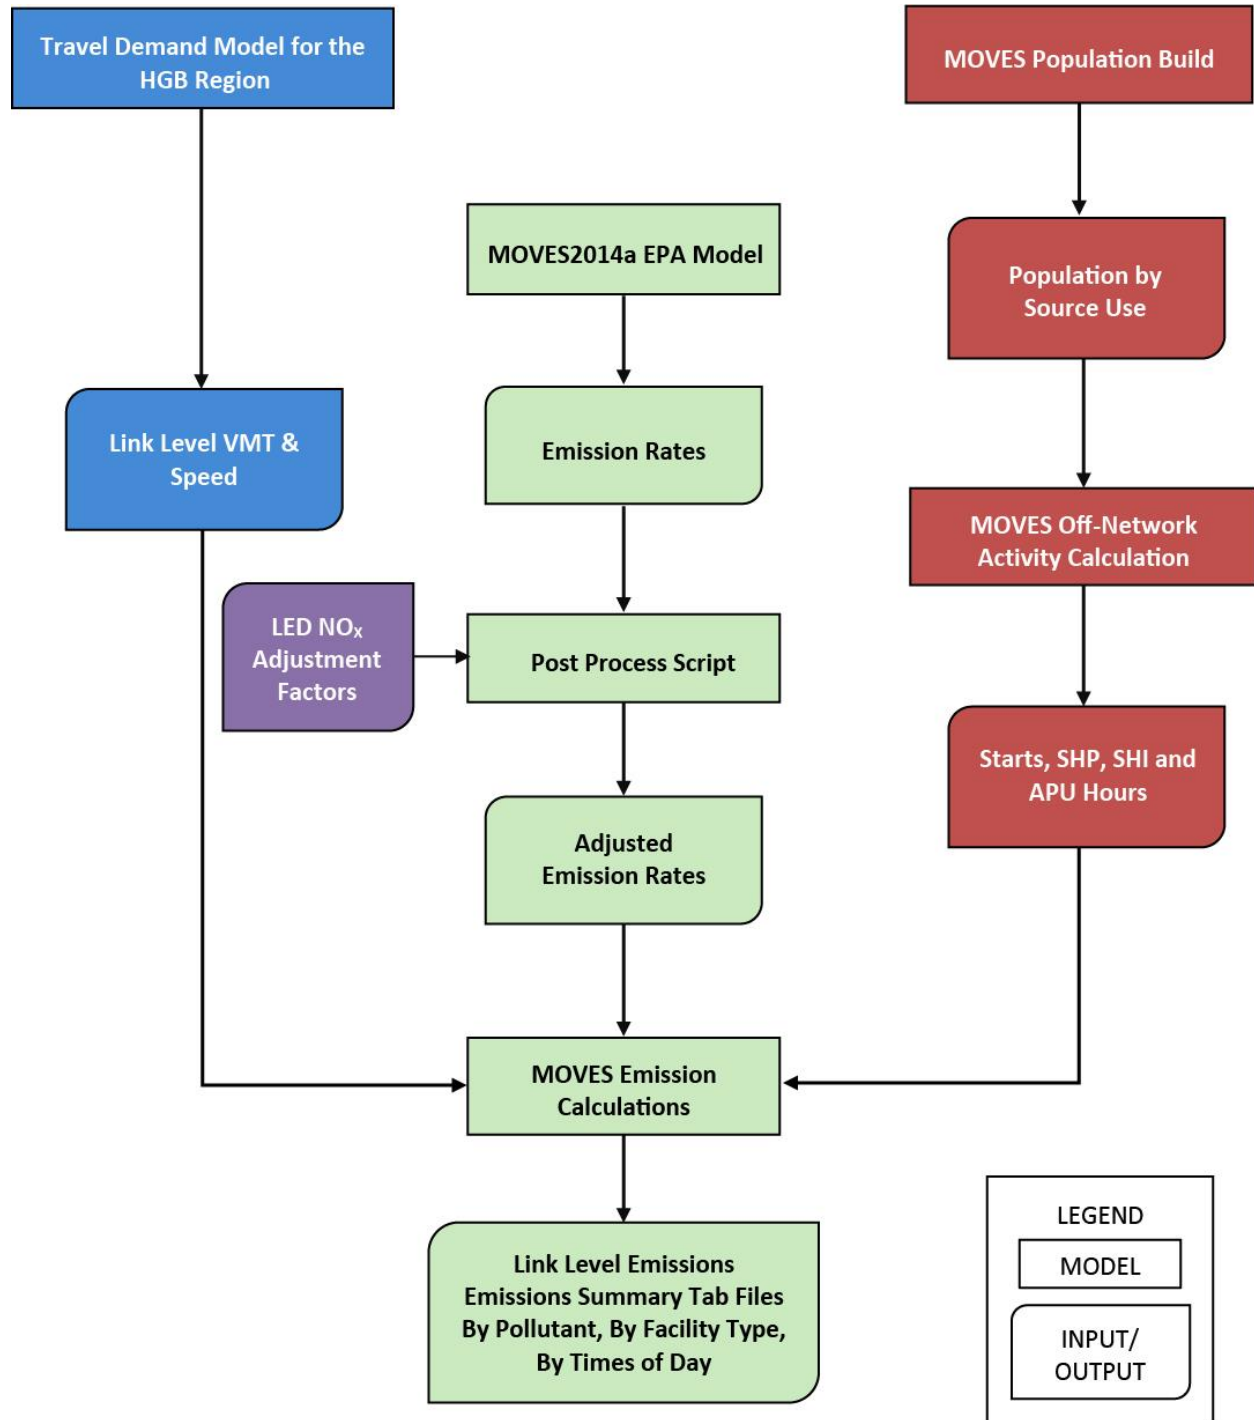 Travel Demand Model for the
HGB Region
MOVES Population Build
MOVES2014a EPA Model
Population by
Source Use
Link Level VMT &
Speed
Emission Rates
MOVES Off-Network
Activity Calculation
LED NOₓ
Adjustment
Factors
Post Process Script
Starts, SHP, SHI and
APU Hours
Adjusted
Emission Rates
MOVES Emission
Calculations
Link Level Emissions
Emissions Summary Tab Files
By Pollutant, By Facility Type,
By Times of Day
LEGEND
MODEL
INPUT/
OUTPUT